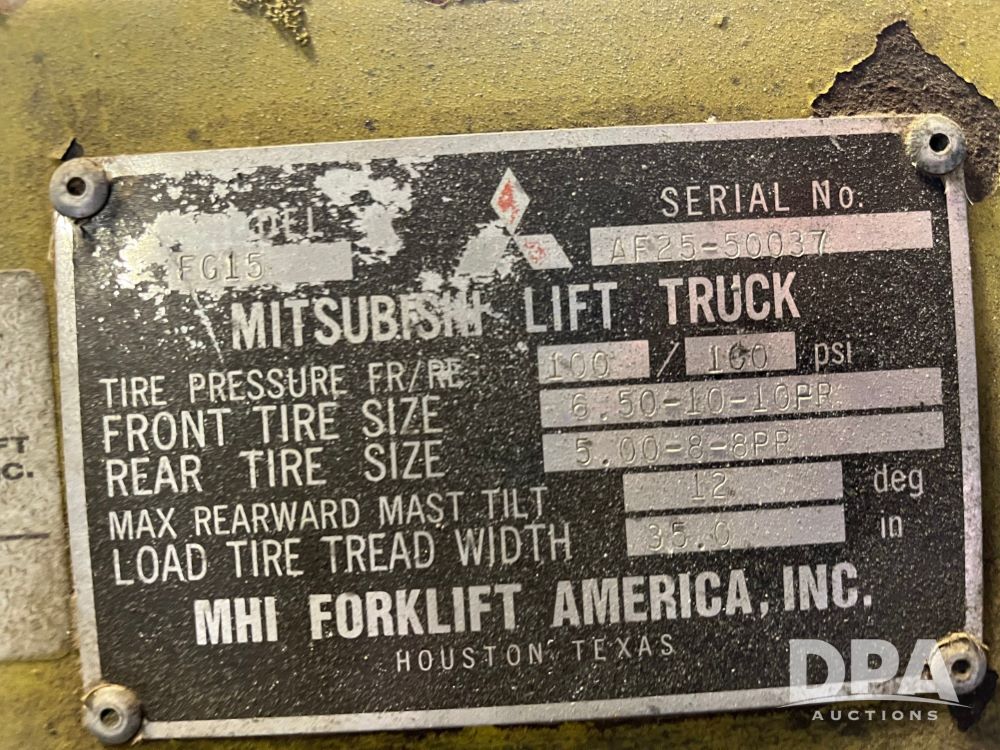 MODEL
FG15
SERIAL No.
AF25-50037
MITSUBISHI LIFT TRUCK
TIRE PRESSURE FR/RE 100 / 100 psi
FRONT TIRE SIZE 6.50-10-10PR
REAR TIRE SIZE 5.00-8-8PR
MAX REARWARD MAST TILT 12 deg
LOAD TIRE TREAD WIDTH 35.0 in
MHI FORKLIFT AMERICA, INC.
HOUSTON, TEXAS
FT
C.
DPA
AUCTIONS